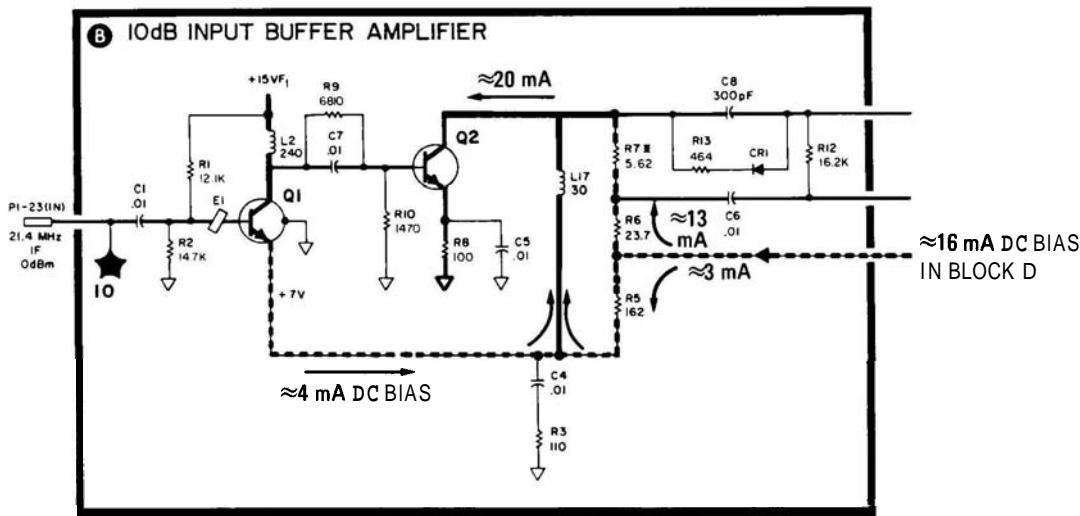 B 10dB INPUT BUFFER AMPLIFIER
+15VF1
R9
6810
≈20 mA
C8
300pF
L2
240
C7
.01
Q2
R1
12.1K
R7*
5.62
R13
464
CR1
R12
16.2K
L17
30
P1-23(IN)
21.4 MHz
IF
0dBm
C1
.01
E1
Q1
R2
14.7K
R10
1470
R8
100
C5
.01
R6
23.7
≈13
mA
C6
.01
10
+7V
≈3 mA
≈16 mA DC BIAS
IN BLOCK D
R5
162
≈4 mA DC BIAS
C4
.01
R3
110